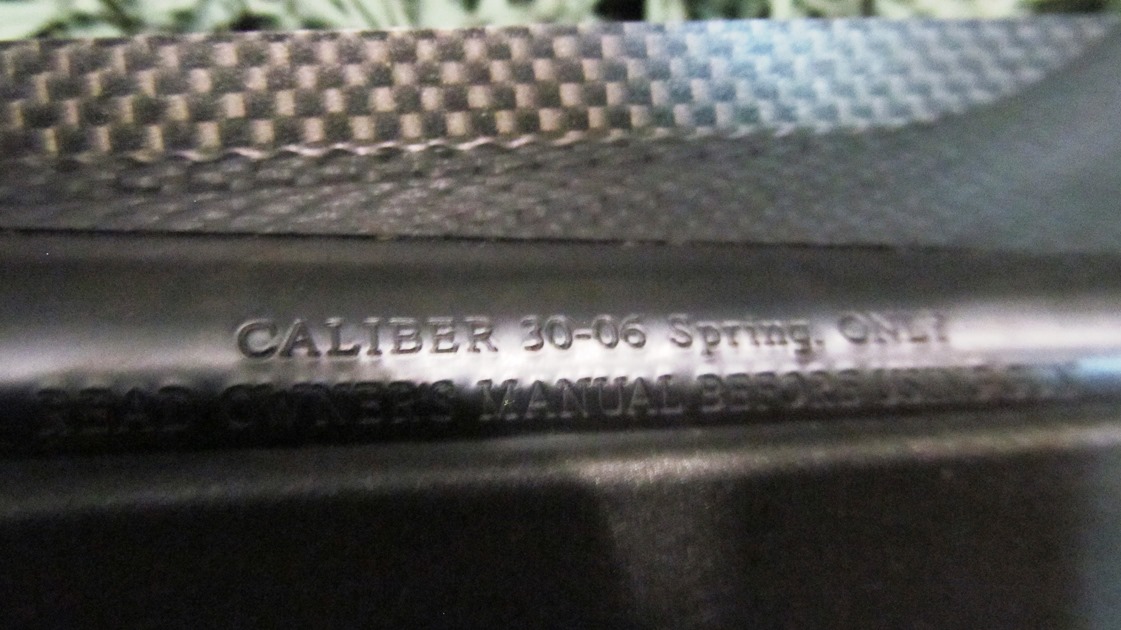 CALIBER 30-06 Spring. ONLY
READ OWNER'S MANUAL BEFORE